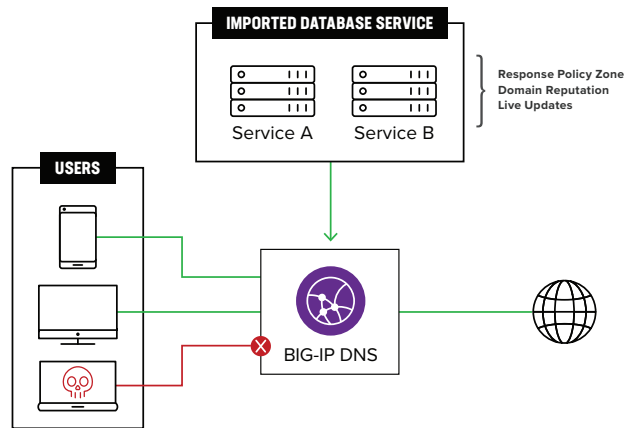 IMPORTED DATABASE SERVICE
Service A
Service B
Response Policy Zone
Domain Reputation
Live Updates
USERS
BIG-IP DNS